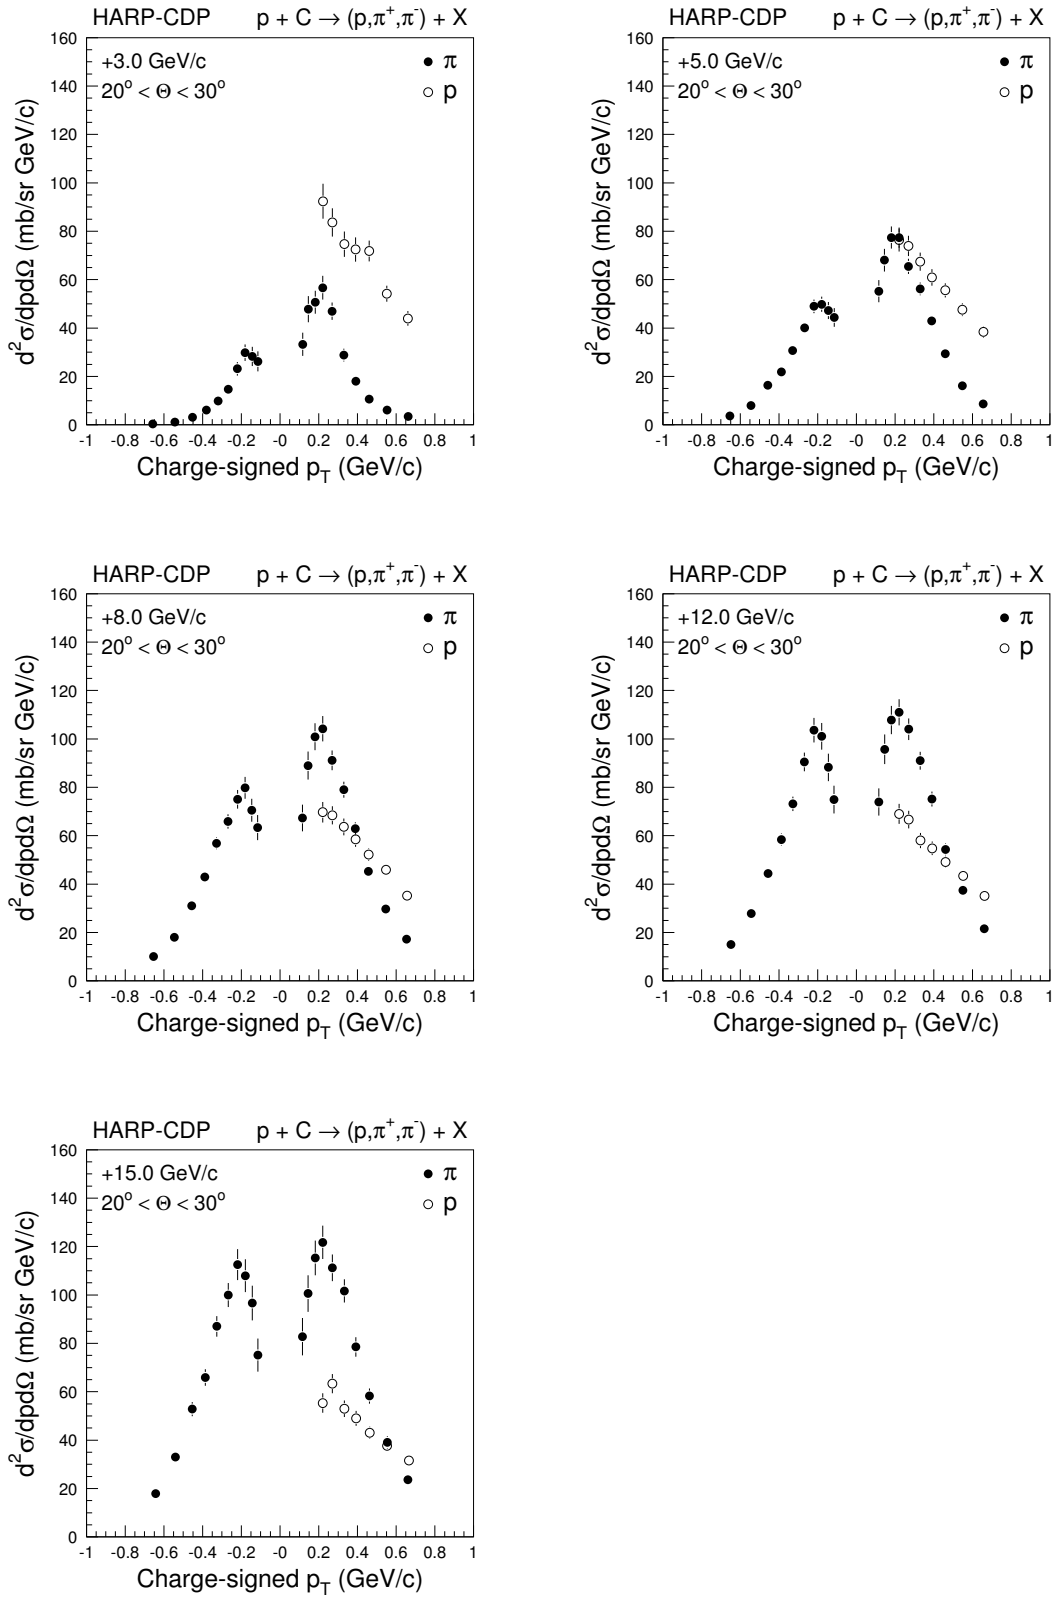 HARP-CDP p + C → (p,π⁺,π⁻) + X
+3.0 GeV/c
20° < Θ < 30°
π
p
d²σ/dpdΩ (mb/sr GeV/c)
160
140
120
100
80
60
40
20
0
-1 -0.8 -0.6 -0.4 -0.2 -0 0.2 0.4 0.6 0.8 1
Charge-signed p_T (GeV/c)
HARP-CDP p + C → (p,π⁺,π⁻) + X
+5.0 GeV/c
20° < Θ < 30°
π
p
d²σ/dpdΩ (mb/sr GeV/c)
160
140
120
100
80
60
40
20
0
-1 -0.8 -0.6 -0.4 -0.2 -0 0.2 0.4 0.6 0.8 1
Charge-signed p_T (GeV/c)
HARP-CDP p + C → (p,π⁺,π⁻) + X
+8.0 GeV/c
20° < Θ < 30°
π
p
d²σ/dpdΩ (mb/sr GeV/c)
160
140
120
100
80
60
40
20
0
-1 -0.8 -0.6 -0.4 -0.2 -0 0.2 0.4 0.6 0.8 1
Charge-signed p_T (GeV/c)
HARP-CDP p + C → (p,π⁺,π⁻) + X
+12.0 GeV/c
20° < Θ < 30°
π
p
d²σ/dpdΩ (mb/sr GeV/c)
160
140
120
100
80
60
40
20
0
-1 -0.8 -0.6 -0.4 -0.2 -0 0.2 0.4 0.6 0.8 1
Charge-signed p_T (GeV/c)
HARP-CDP p + C → (p,π⁺,π⁻) + X
+15.0 GeV/c
20° < Θ < 30°
π
p
d²σ/dpdΩ (mb/sr GeV/c)
160
140
120
100
80
60
40
20
0
-1 -0.8 -0.6 -0.4 -0.2 -0 0.2 0.4 0.6 0.8 1
Charge-signed p_T (GeV/c)